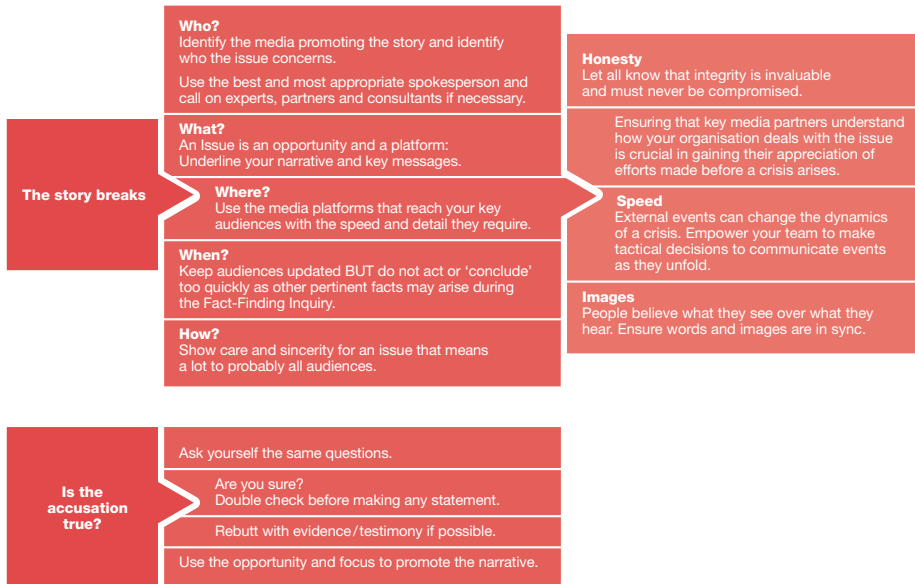 The story breaks
Who?
Identify the media promoting the story and identify
who the issue concerns.
Use the best and most appropriate spokesperson and
call on experts, partners and consultants if necessary.
What?
An Issue is an opportunity and a platform:
Underline your narrative and key messages.
Where?
Use the media platforms that reach your key
audiences with the speed and detail they require.
When?
Keep audiences updated BUT do not act or ‘conclude’
too quickly as other pertinent facts may arise during
the Fact-Finding Inquiry.
How?
Show care and sincerity for an issue that means
a lot to probably all audiences.
Honesty
Let all know that integrity is invaluable
and must never be compromised.
Ensuring that key media partners understand
how your organisation deals with the issue
is crucial in gaining their appreciation of
efforts made before a crisis arises.
Speed
External events can change the dynamics
of a crisis. Empower your team to make
tactical decisions to communicate events
as they unfold.
Images
People believe what they see over what they
hear. Ensure words and images are in sync.
Is the
accusation
true?
Ask yourself the same questions.
Are you sure?
Double check before making any statement.
Rebutt with evidence/testimony if possible.
Use the opportunity and focus to promote the narrative.